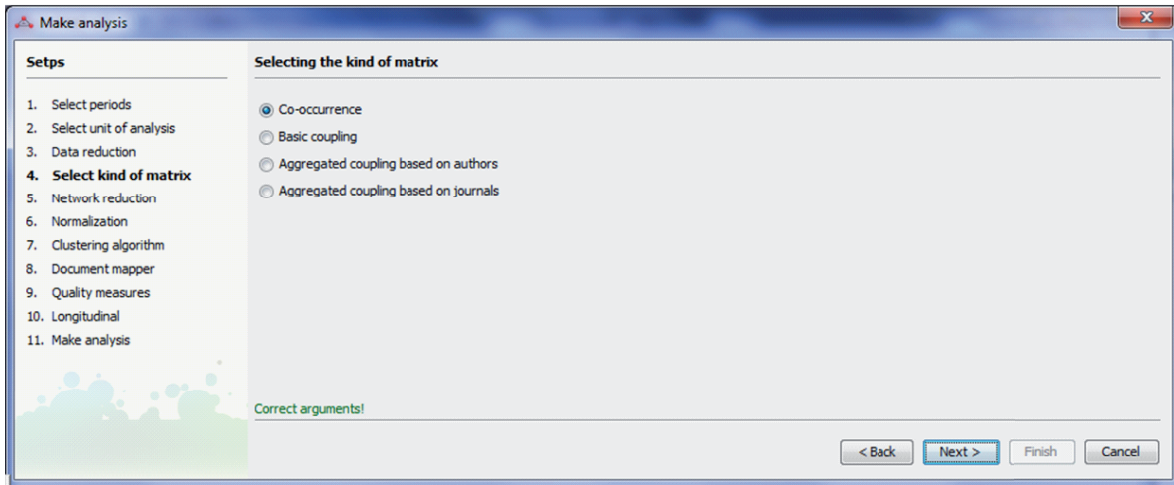 Make analysis
Setps
1. Select periods
2. Select unit of analysis
3. Data reduction
4. Select kind of matrix
5. Network reduction
6. Normalization
7. Clustering algorithm
8. Document mapper
9. Quality measures
10. Longitudinal
11. Make analysis
Selecting the kind of matrix
Co-occurrence
Basic coupling
Aggregated coupling based on authors
Aggregated coupling based on journals
Correct arguments!
< Back Next > Finish Cancel